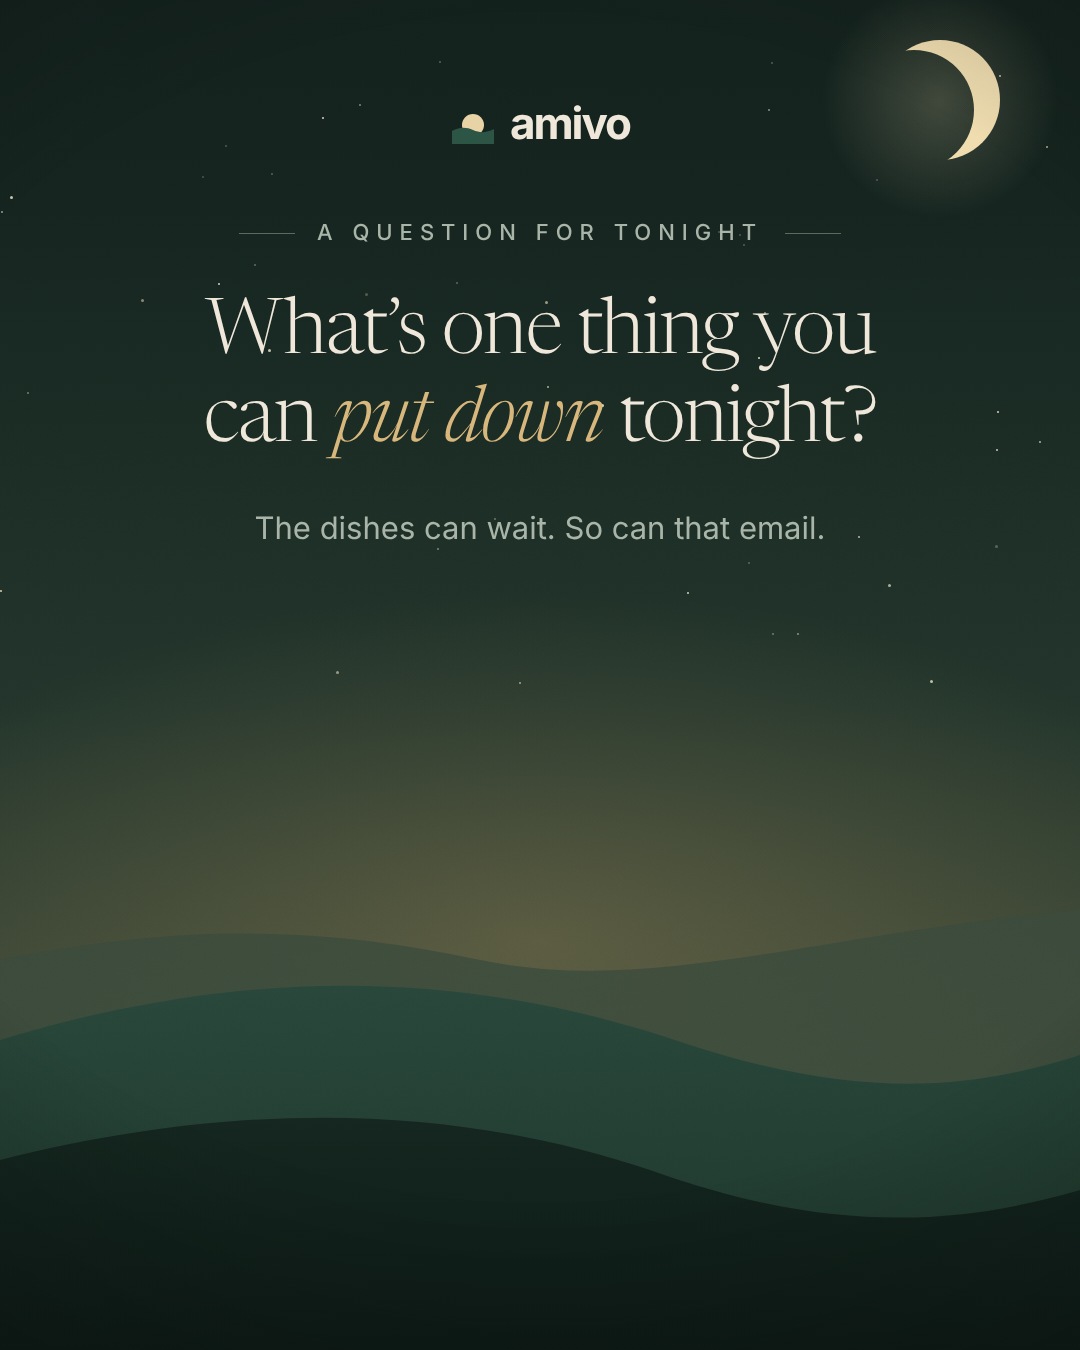 amivo
A QUESTION FOR TONIGHT
What’s one thing you
can put down tonight?
The dishes can wait. So can that email.